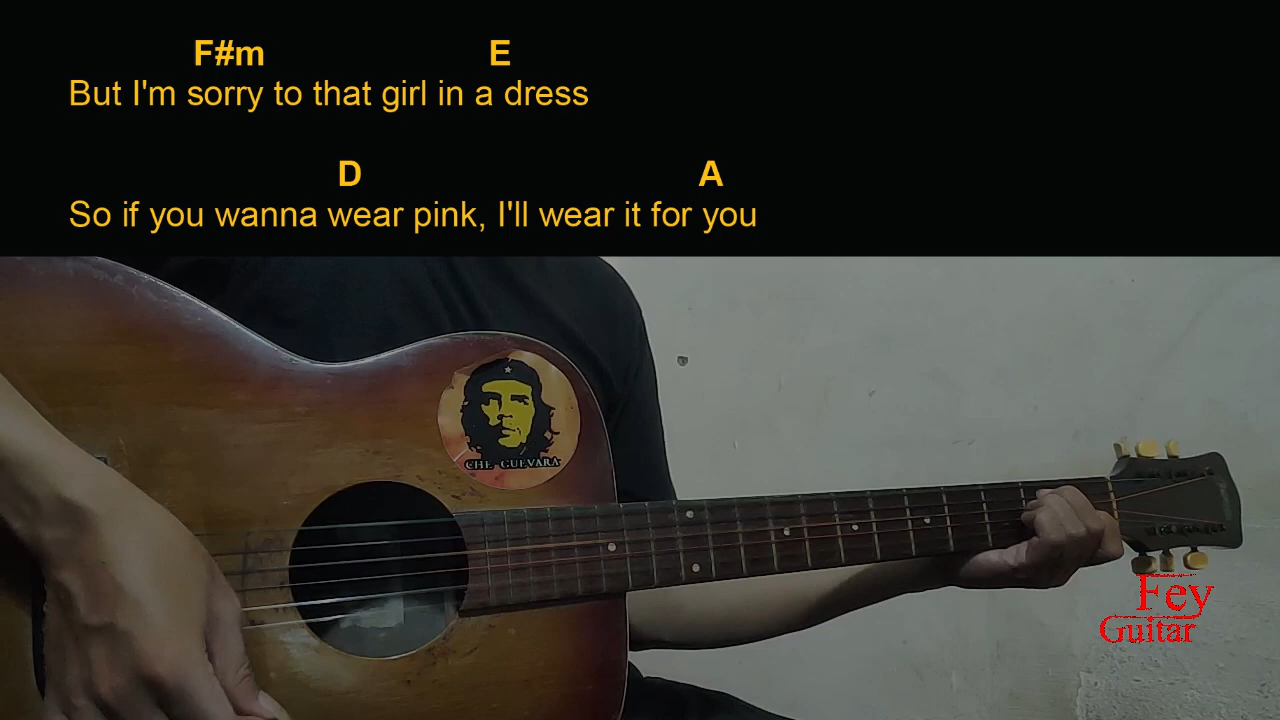 F#m E
But I'm sorry to that girl in a dress
D A
So if you wanna wear pink, I'll wear it for you
CHE GUEVARA
Fey
Guitar